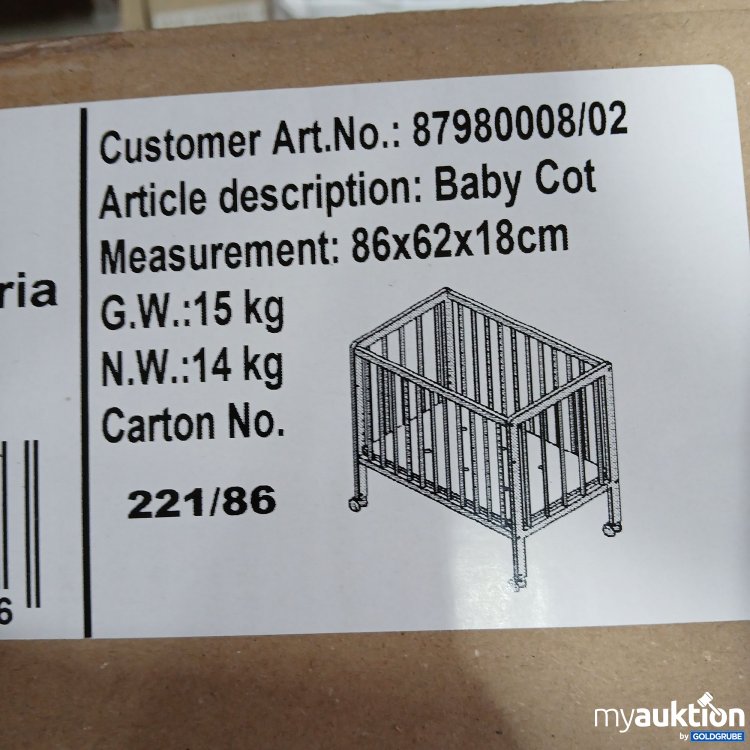 Customer Art.No.: 87980008/02
Article description: Baby Cot
Measurement: 86x62x18cm
ria
G.W.:15 kg
N.W.:14 kg
Carton No.
221/86
6
myauktion
by GOLDGRUBE